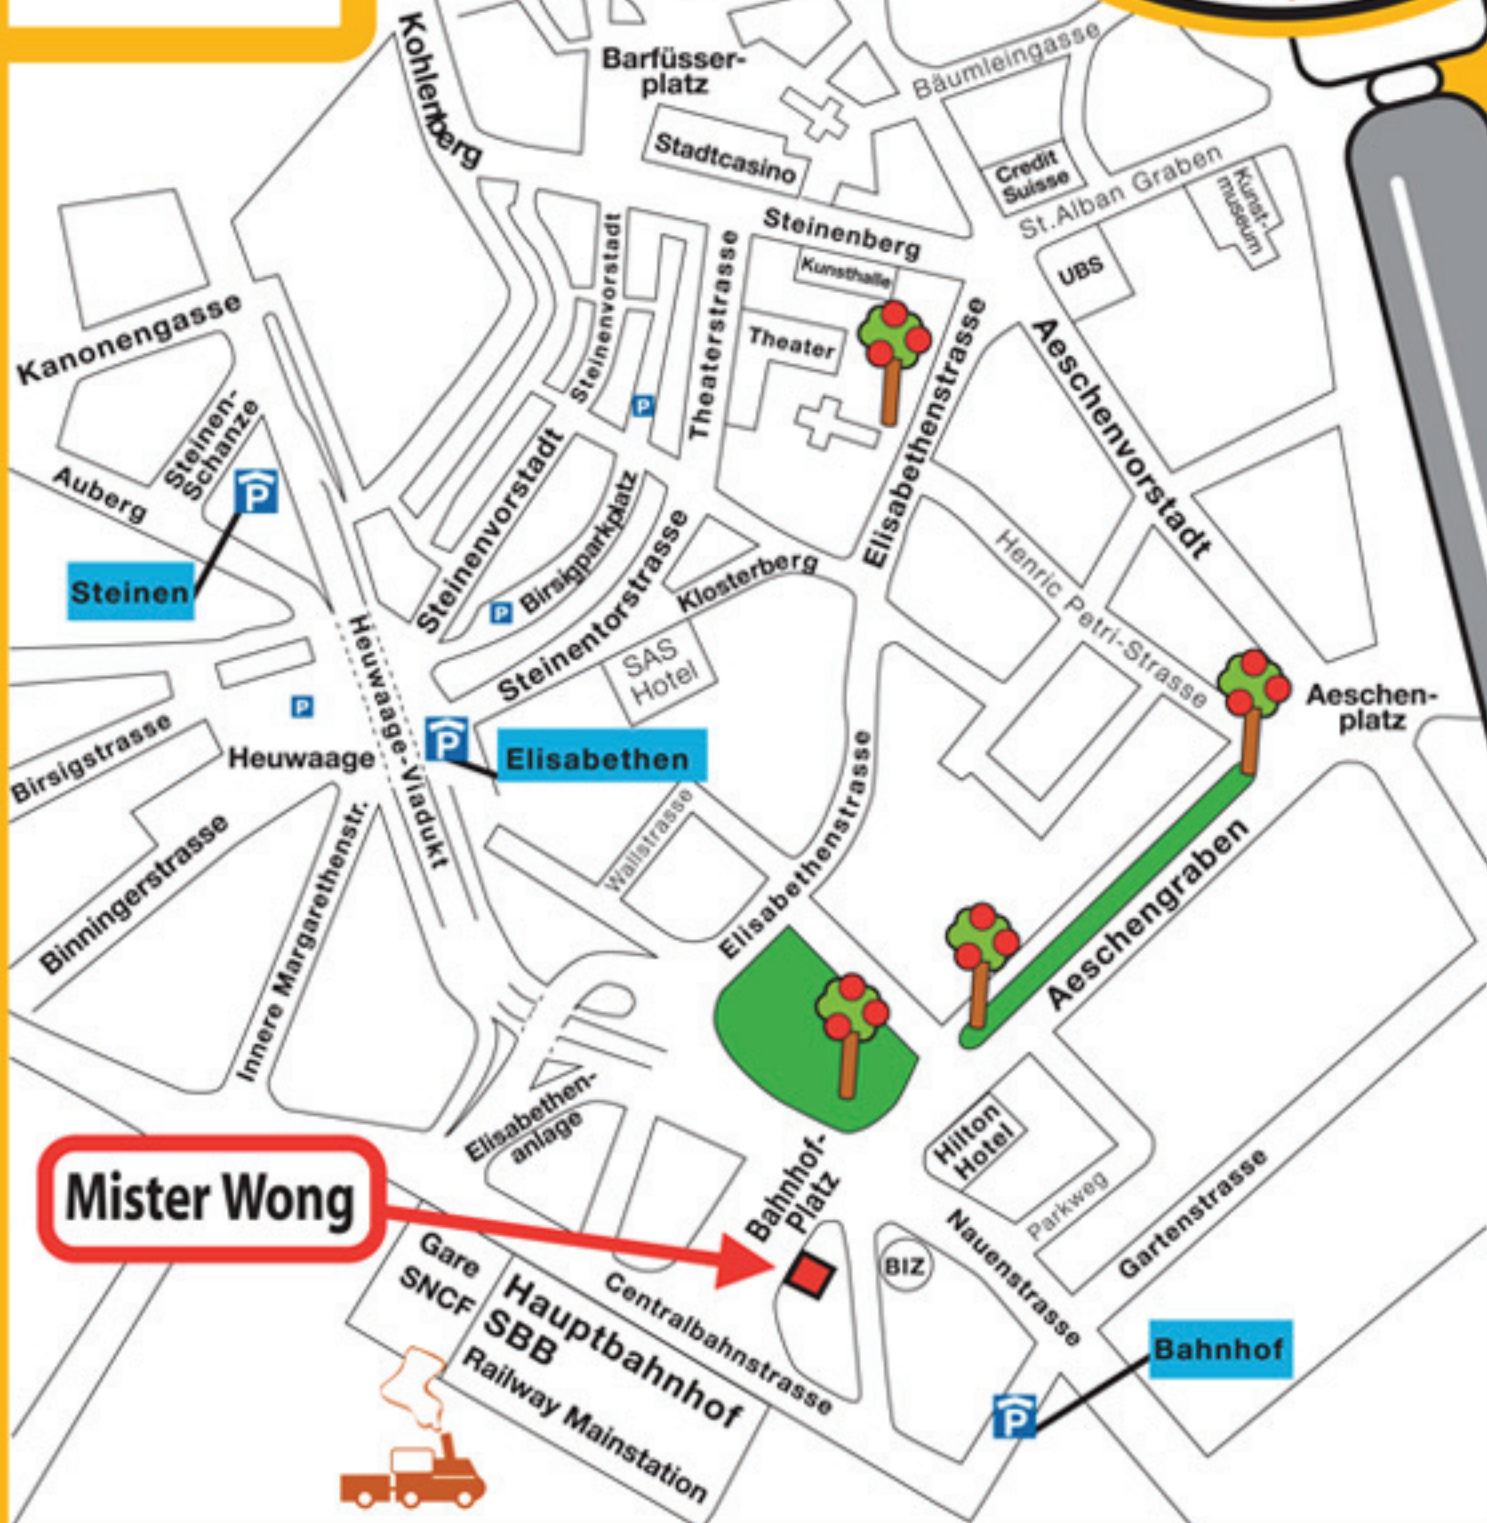 Kohlenberg
Barfüsser-
platz
Bäumleingasse
Stadtcasino
Credit
Suisse
St.Alban Graben
Kunst-
museum
Steinenberg
Kunsthalle
UBS
Kanonengasse
Steinenvorstadt
Theaterstrasse
Theater
Elisabethenstrasse
Aeschenvorstadt
Steinen-
Schanze
P
Auberg
P
Steinen
Steinenvorstadt
Birsigparkplatz
P
Steinentorstrasse
Klosterberg
Henric Petri-Strasse
SAS
Hotel
Heuwaage-Viadukt
P
Birsigstrasse
Heuwaage
P
Elisabethen
Aeschen-
platz
Wallstrasse
Elisabethenstrasse
Binningerstrasse
Innere Margarethenstr.
Aeschengraben
Elisabethen-
anlage
Mister Wong
Bahnhof-
Platz
Hilton
Hotel
Parkweg
Gartenstrasse
Nauenstrasse
BIZ
Gare
SNCF
Centralbahnstrasse
Hauptbahnhof
SBB
Railway Mainstation
Bahnhof
P